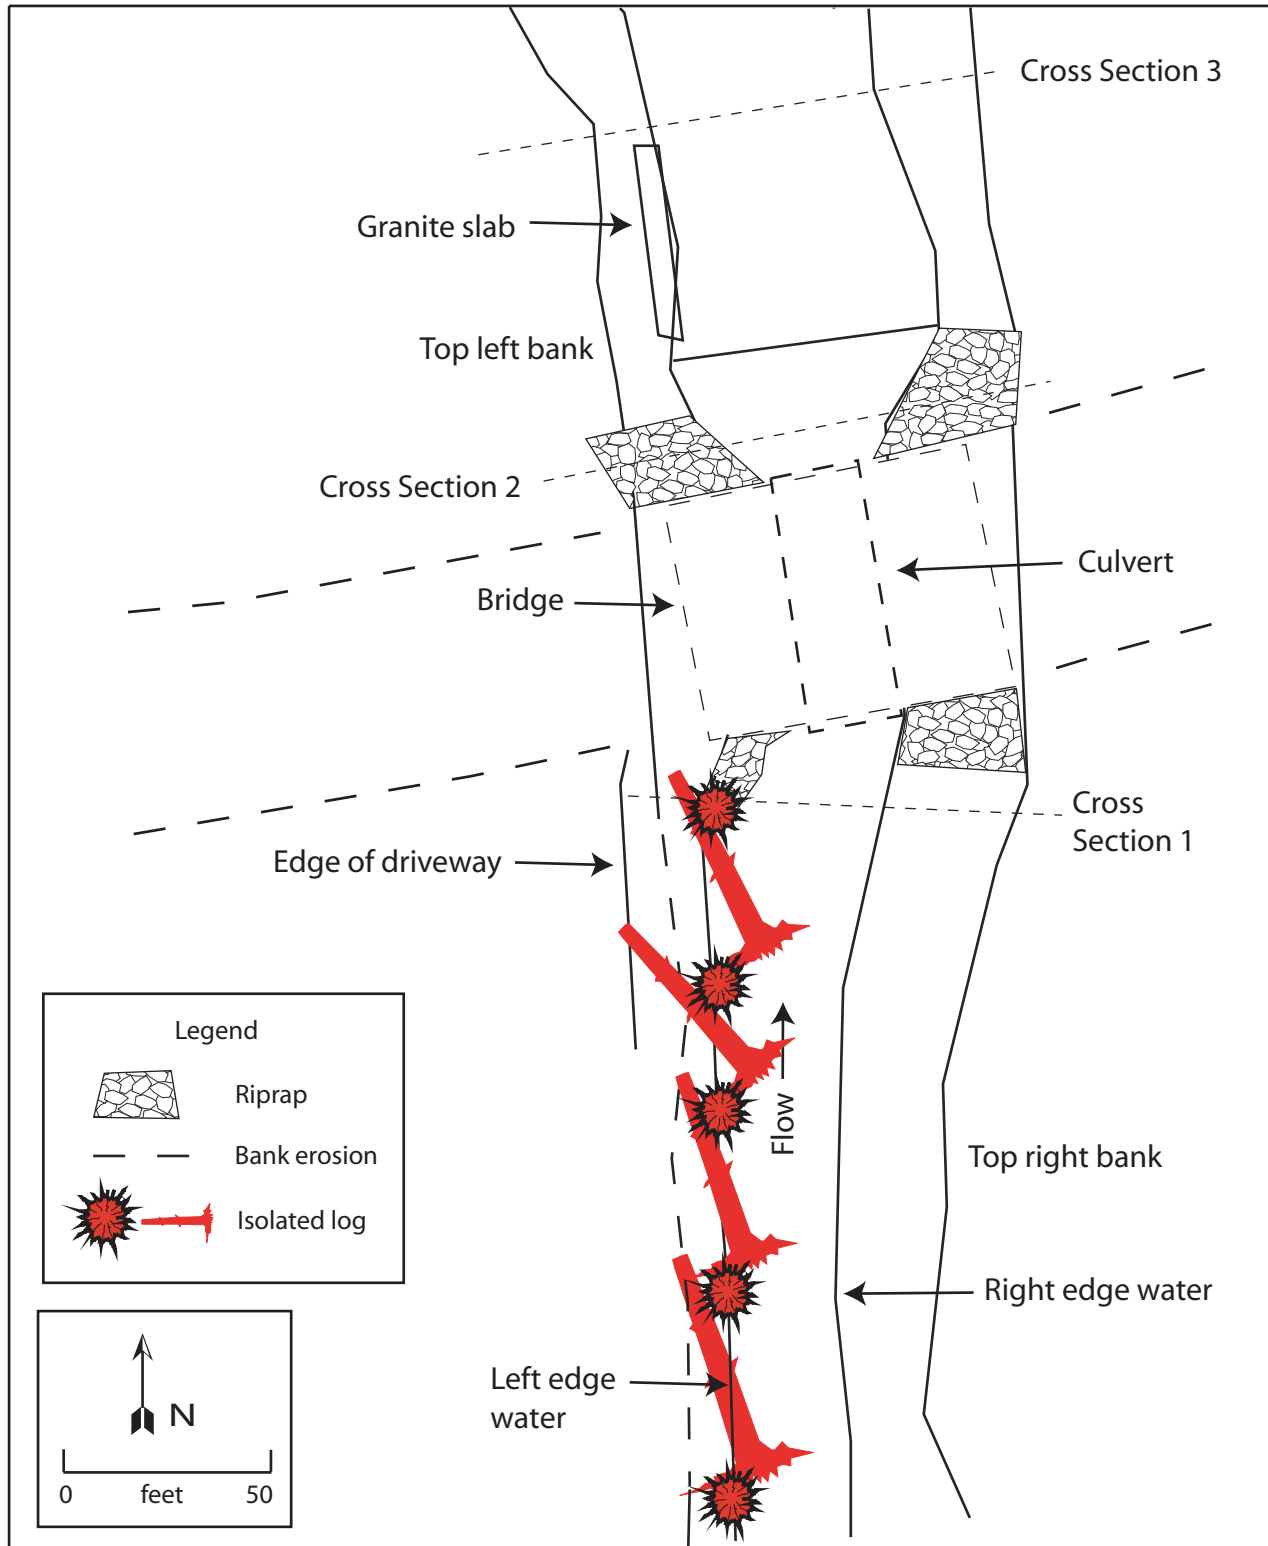 Cross Section 3
Granite slab
Top left bank
Cross Section 2
Culvert
Bridge
Cross
Section 1
Edge of driveway
Legend
Riprap
Bank erosion
Isolated log
Flow
Top right bank
Right edge water
Left edge
water
N
0 feet 50